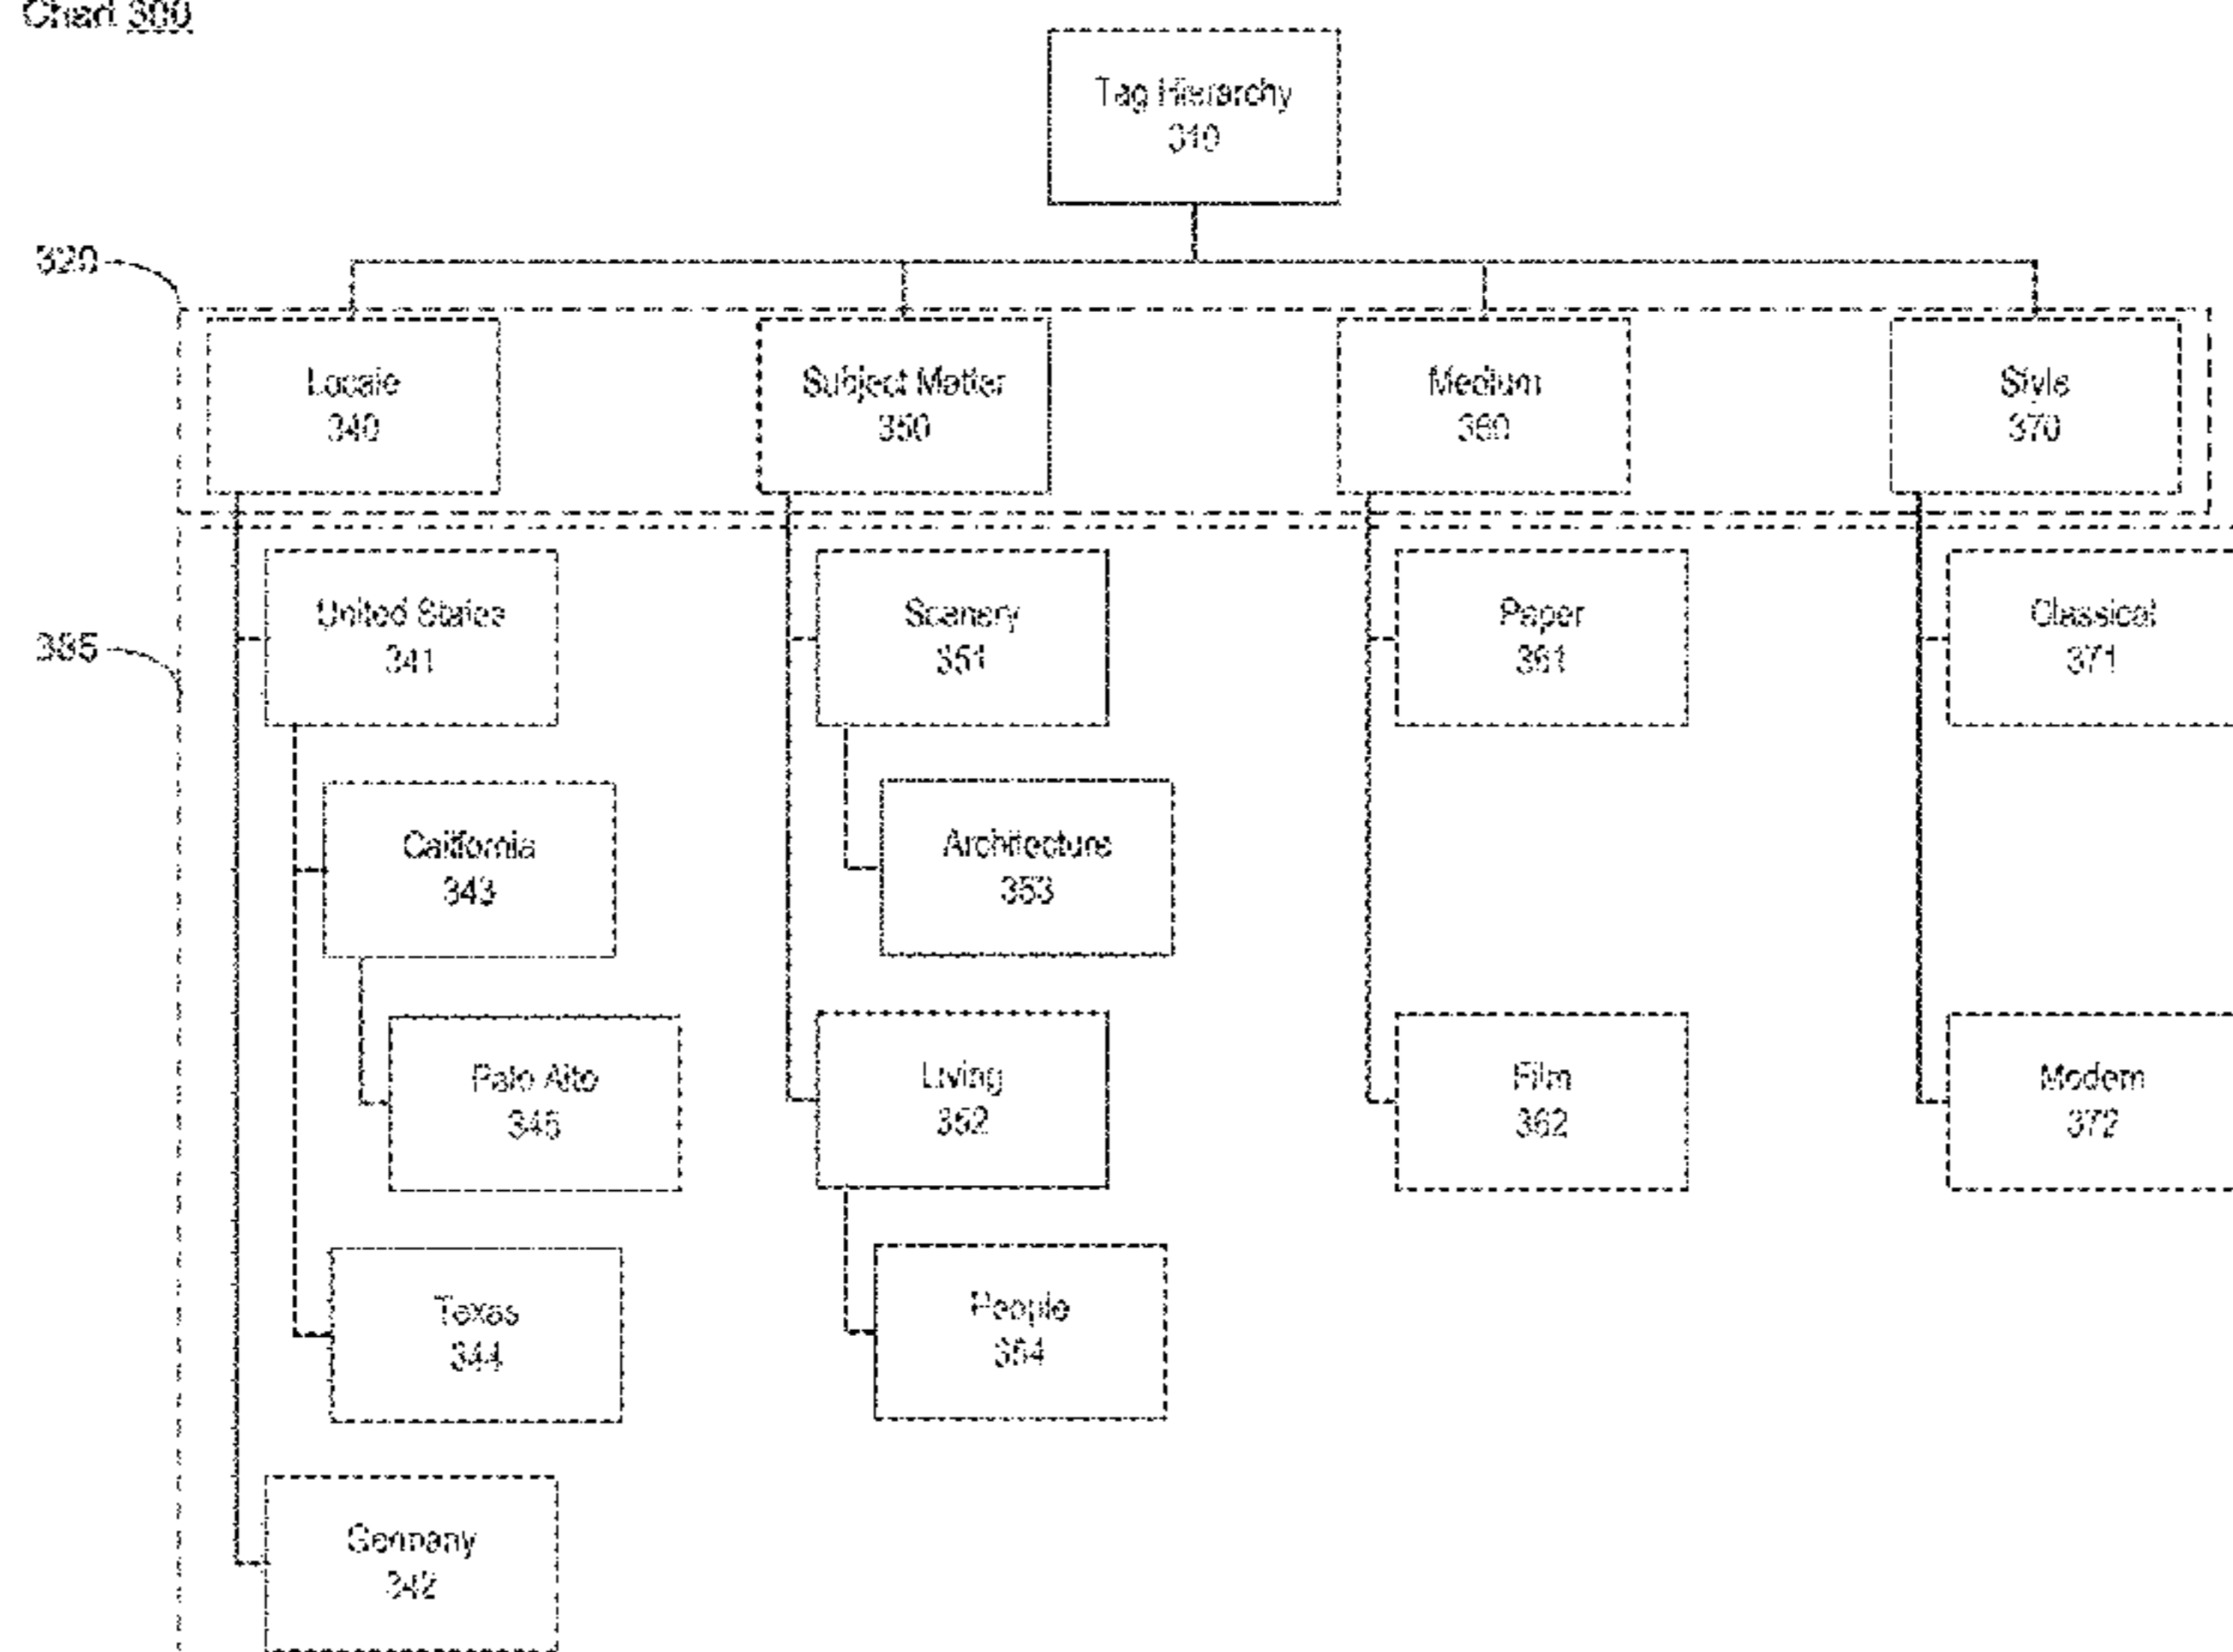 Chart 300
Tag Hierarchy
310
320
Locale
340
Subject Matter
350
Medium
360
Style
370
385
United States
341
Scenery
351
Paper
361
Classical
371
California
343
Architecture
353
Palo Alto
345
Living
352
Film
362
Modern
372
Texas
344
People
354
Germany
342